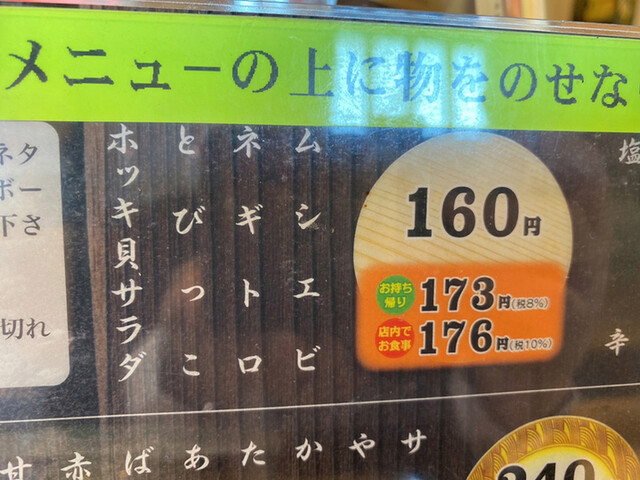 メニューの上に物をのせな
ムシエビ
ネギトロ
とびっこ
ホッキ貝サラダ
160円
お持ち帰り 173円(税8%)
店内でお食事 176円(税10%)
塩
辛
ネタ
ボー
下さ
切れ
サ
や
か
た
あ
ば
赤
240